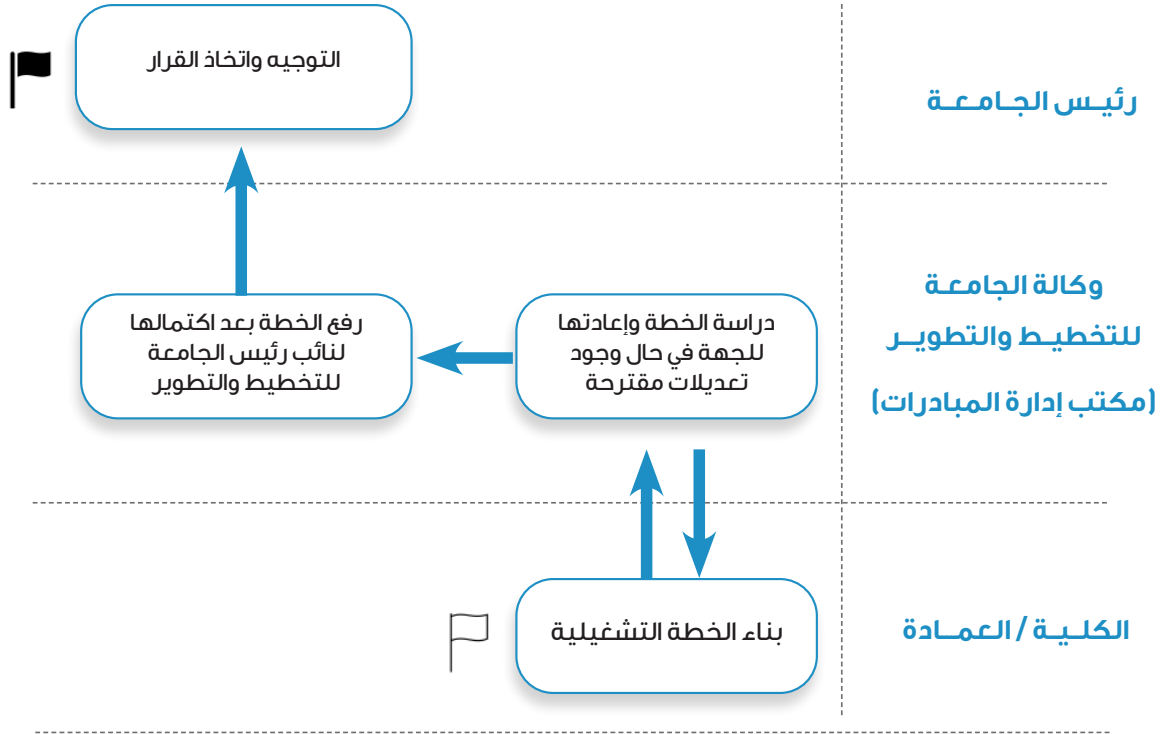 رئيس الجامعة
التوجيه واتخاذ القرار
وكالة الجامعة
للتخطيط والتطوير
(مكتب إدارة المبادرات)
دراسة الخطة وإعادتها
للجهة في حال وجود
تعديلات مقترحة
رفع الخطة بعد اكتمالها
لنائب رئيس الجامعة
للتخطيط والتطوير
الكلية / العمادة
بناء الخطة التشغيلية